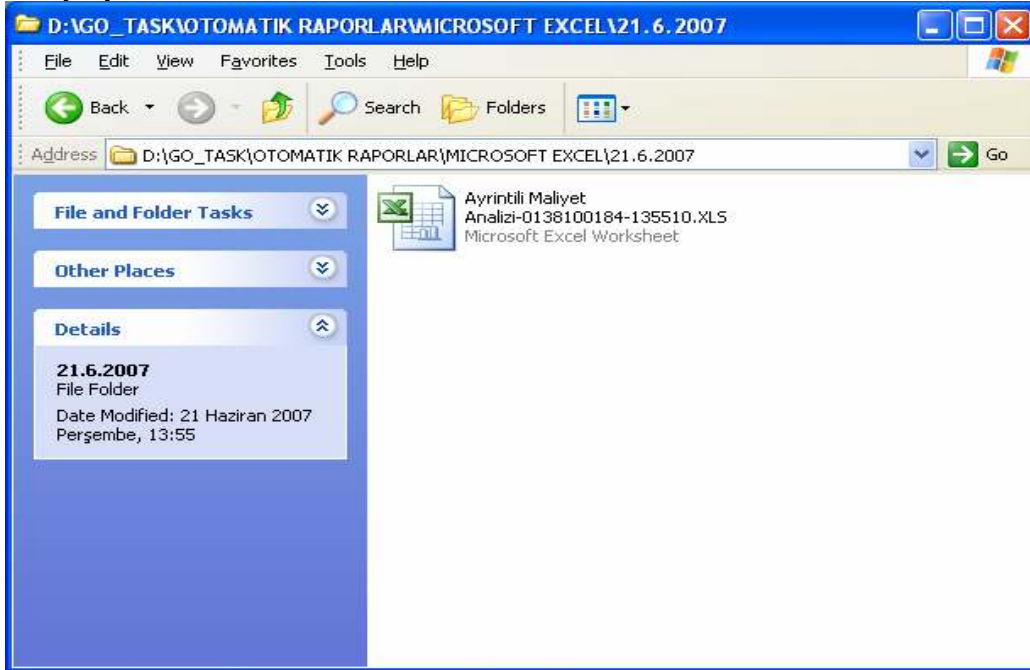 D:\GO_TASK\OTOMATIK RAPORLAR\MICROSOFT EXCEL\21.6.2007
File Edit View Favorites Tools Help
Back Search Folders
Address D:\GO_TASK\OTOMATIK RAPORLAR\MICROSOFT EXCEL\21.6.2007 Go
File and Folder Tasks
Other Places
Details
21.6.2007
File Folder
Date Modified: 21 Haziran 2007
Perşembe, 13:55
Ayrintili Maliyet
Analizi-0138100184-135510.XLS
Microsoft Excel Worksheet